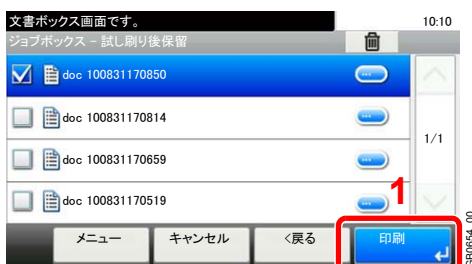 文書ボックス画面です。
10:10
ジョブボックス - 試し刷り後保留
doc 100831170850
doc 100831170814
1/1
doc 100831170659
doc 100831170519
1
メニュー
キャンセル
<戻る
印刷
GB0654_00